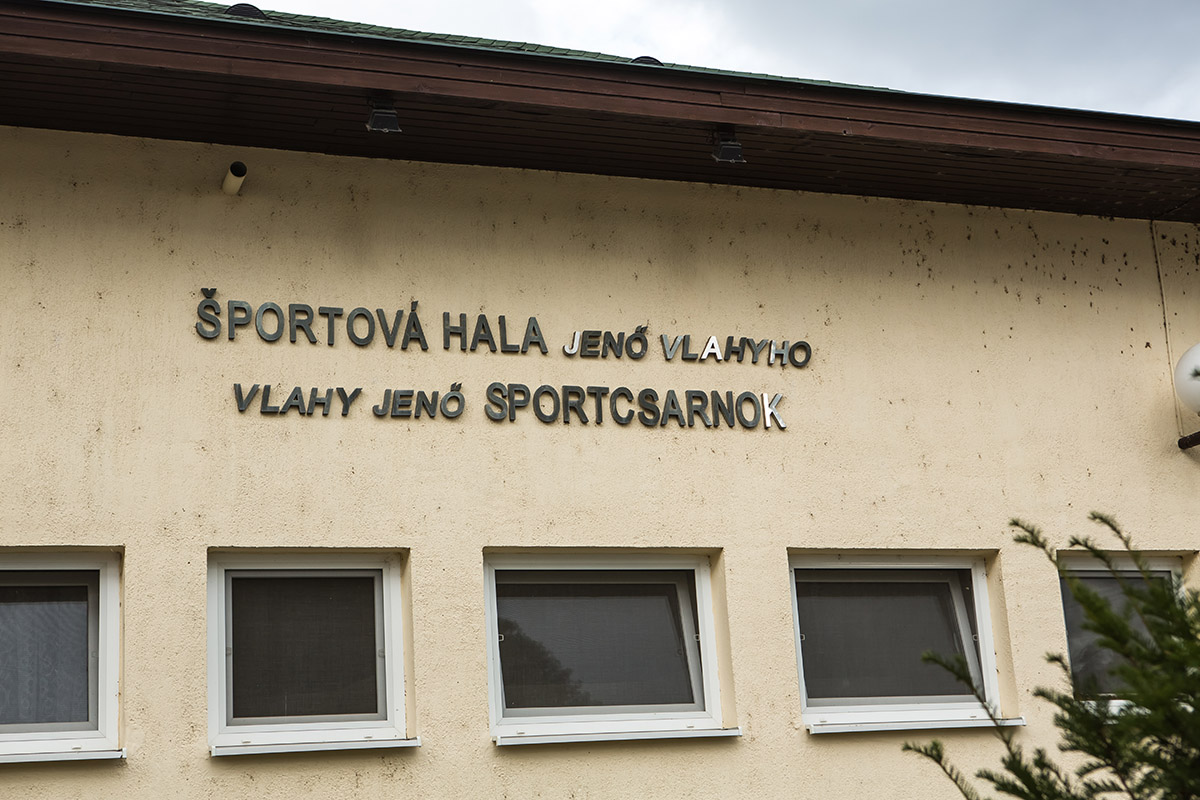 ŠPORTOVÁ HALA JENŐ VLAHYHO
VLAHY JENŐ SPORTCSARNOK